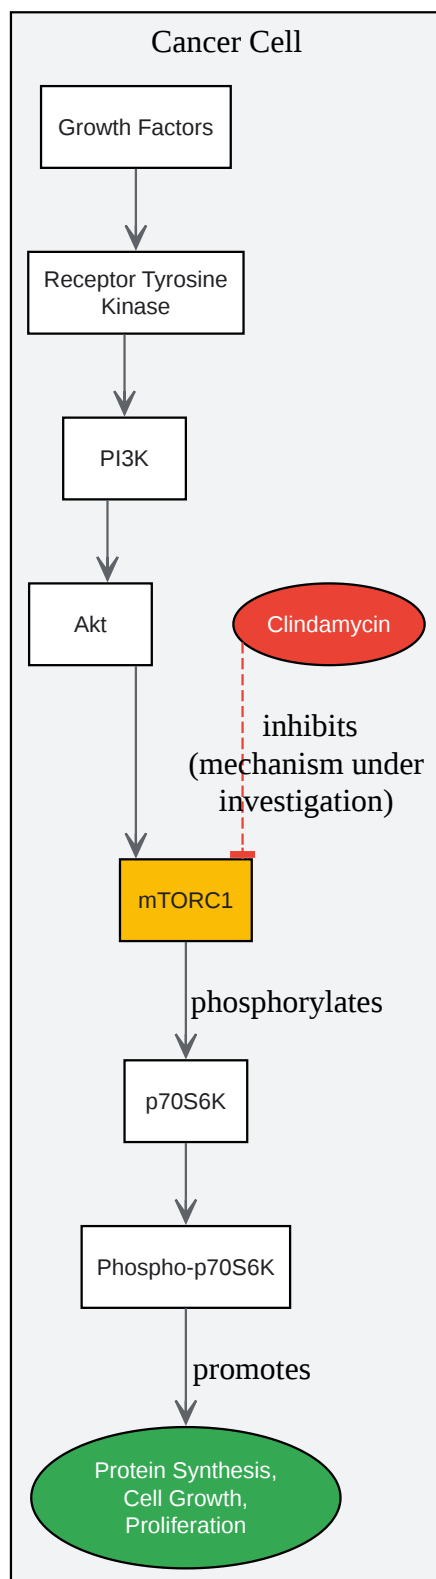 Cancer Cell
Growth Factors
Receptor Tyrosine
Kinase
PI3K
Akt
Clindamycin
inhibits
(mechanism under
investigation)
mTORC1
phosphorylates
p70S6K
Phospho-p70S6K
promotes
Protein Synthesis,
Cell Growth,
Proliferation